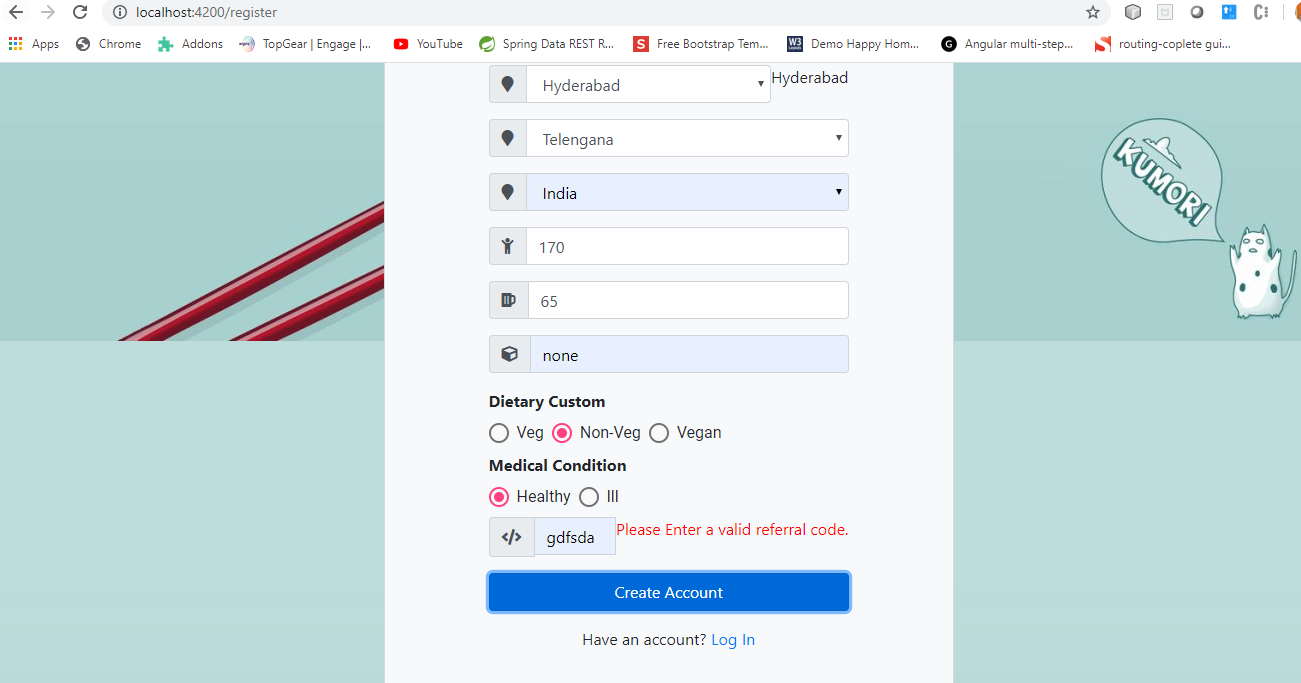 localhost:4200/register
Apps Chrome Addons TopGear | Engage |... YouTube Spring Data REST R... S Free Bootstrap Tem... W3 Demo Happy Hom... G Angular multi-step... routing-coplete gui...
Hyderabad Hyderabad
Telengana
India
170
65
none
Dietary Custom
Veg Non-Veg Vegan
Medical Condition
Healthy Ill
</> gdfsda Please Enter a valid referral code.
Create Account
Have an account? Log In
KUMORI